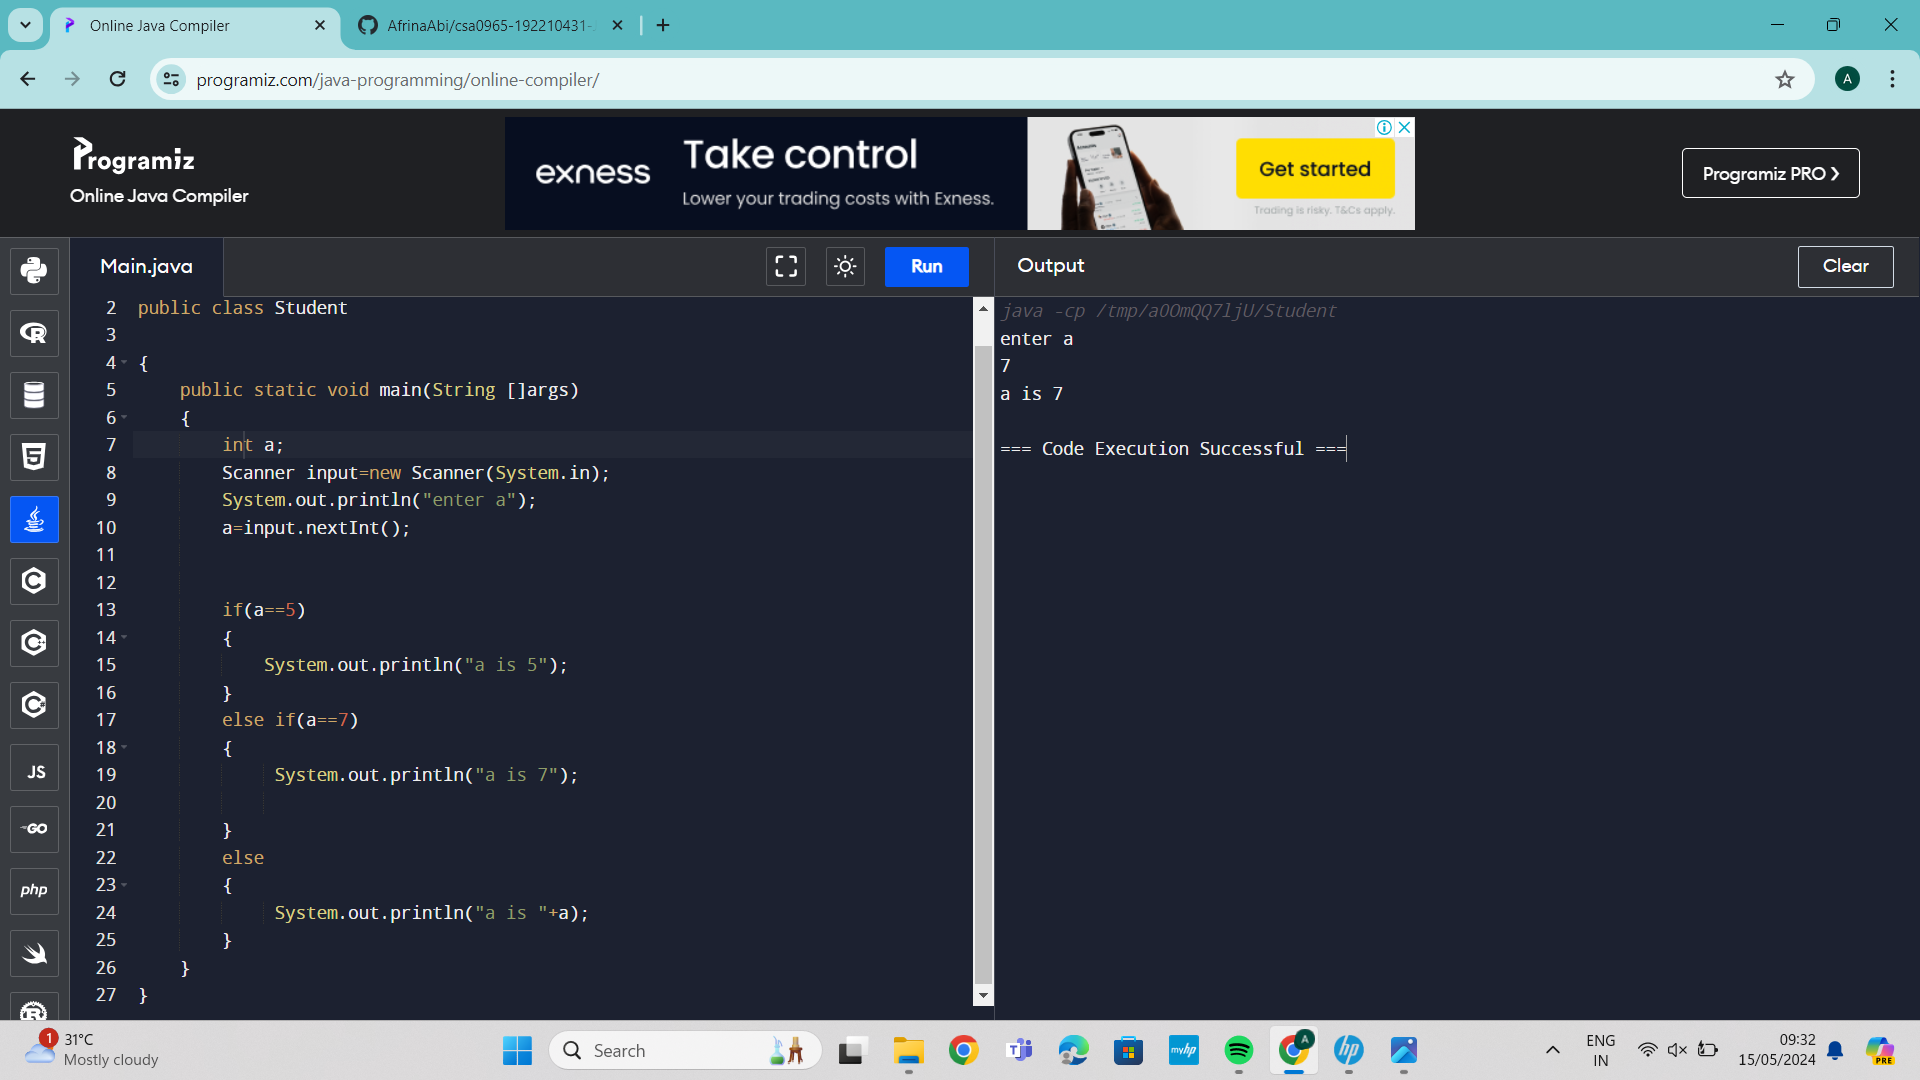 Online Java Compiler
AfrinaAbi/csa0965-192210431-
programiz.com/java-programming/online-compiler/
A
Programiz
Online Java Compiler
exness
Take control
Lower your trading costs with Exness.
Get started
Trading is risky. T&Cs apply.
Programiz PRO ❯
Main.java
Run
Output
Clear
2 public class Student
3
4 {
5 public static void main(String []args)
6 {
7 int a;
8 Scanner input=new Scanner(System.in);
9 System.out.println("enter a");
10 a=input.nextInt();
11
12
13 if(a==5)
14 {
15 System.out.println("a is 5");
16 }
17 else if(a==7)
18 {
19 System.out.println("a is 7");
20
21 }
22 else
23 {
24 System.out.println("a is "+a);
25 }
26 }
27 }
java -cp /tmp/aOOmQQ7ljU/Student
enter a
7
a is 7
=== Code Execution Successful ===
R
5
C
C
C
JS
GO
php
R
1
31°C
Mostly cloudy
Search
myhp
A
hp
PRE
ENG
IN
09:32
15/05/2024